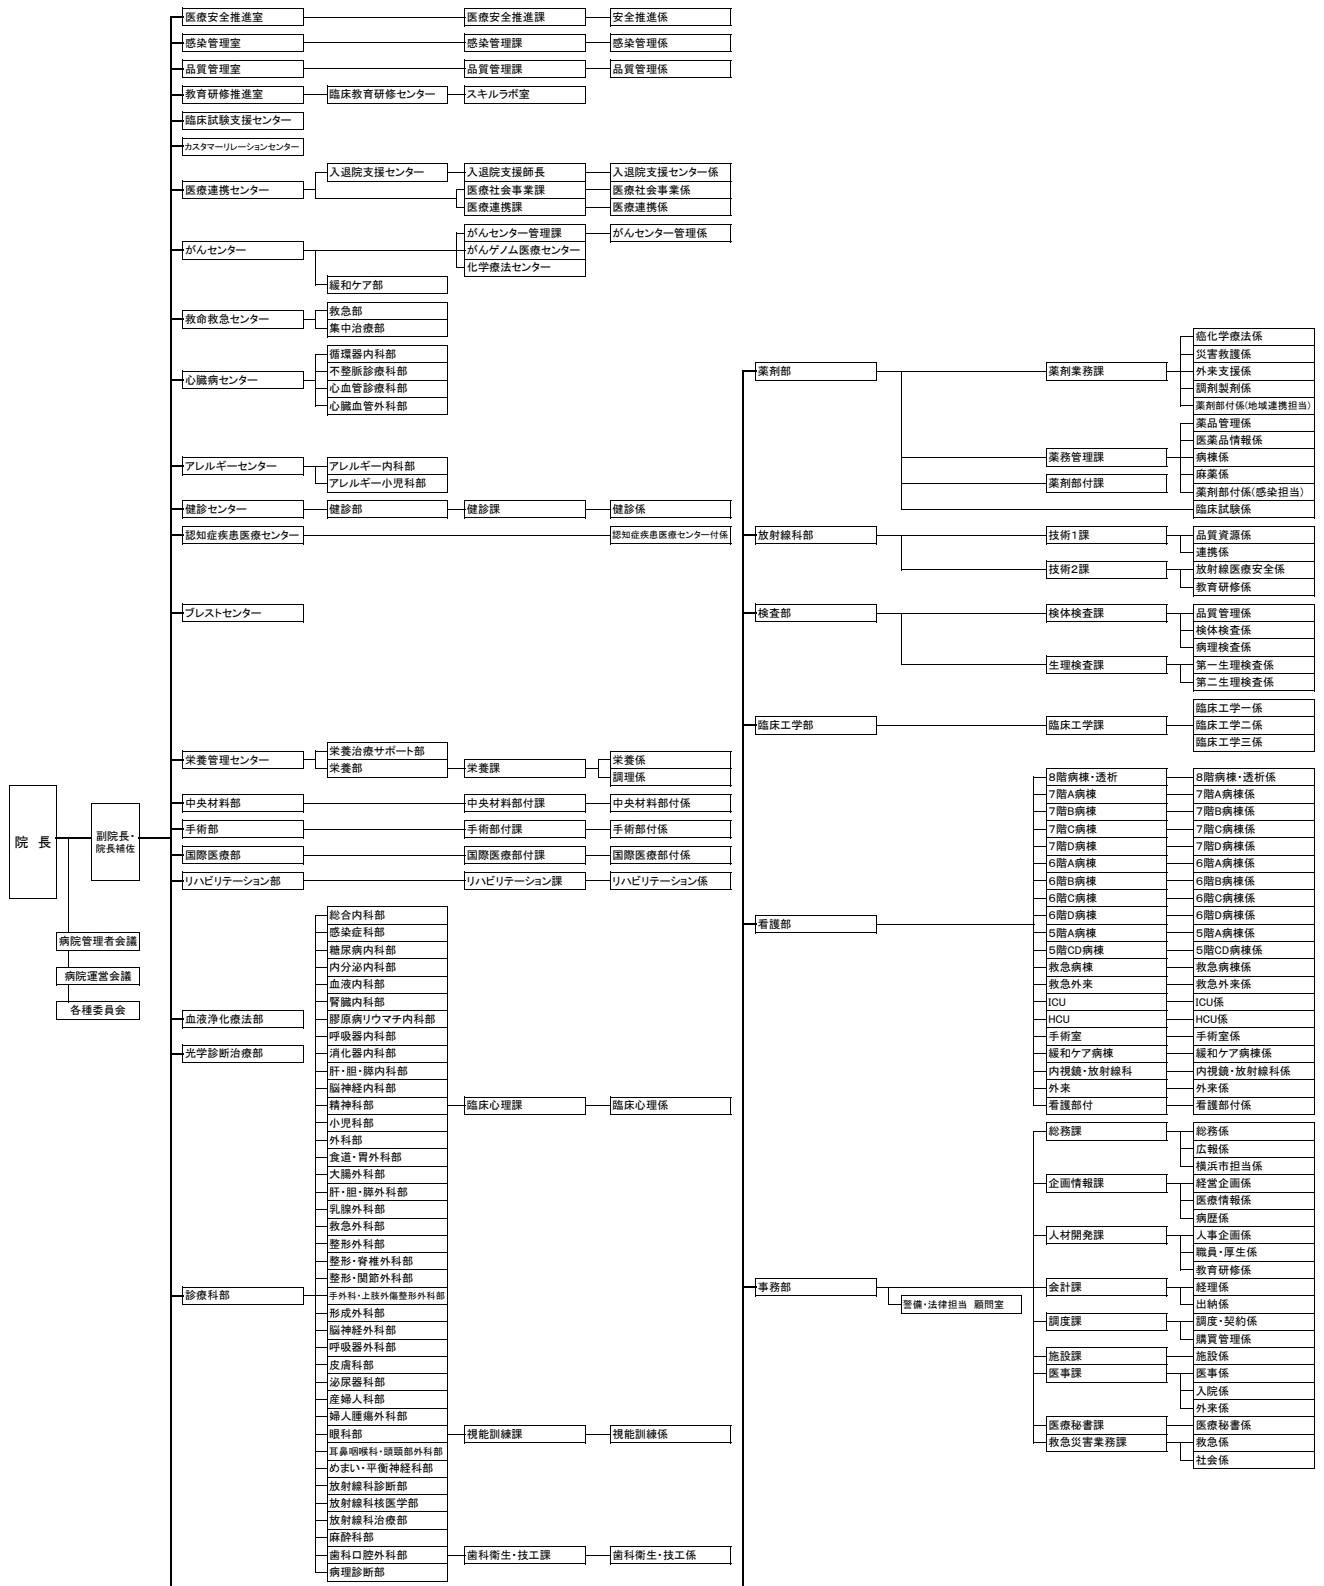 院　長
副院長・
院長補佐
病院管理者会議
病院運営会議
各種委員会
医療安全推進室
医療安全推進課
安全推進係
感染管理室
感染管理課
感染管理係
品質管理室
品質管理課
品質管理係
教育研修推進室
臨床教育研修センター
スキルラボ室
臨床試験支援センター
カスタマーリレーションセンター
医療連携センター
入退院支援センター
入退院支援師長
入退院支援センター係
医療社会事業課
医療社会事業係
医療連携課
医療連携係
がんセンター
がんセンター管理課
がんセンター管理係
がんゲノム医療センター
化学療法センター
緩和ケア部
救命救急センター
救急部
集中治療部
心臓病センター
循環器内科部
不整脈診療科部
心血管診療科部
心臓血管外科部
アレルギーセンター
アレルギー内科部
アレルギー小児科部
健診センター
健診部
健診課
健診係
認知症疾患医療センター
認知症疾患医療センター付係
ブレストセンター
栄養管理センター
栄養治療サポート部
栄養部
栄養課
栄養係
調理係
中央材料部
中央材料部付課
中央材料部付係
手術部
手術部付課
手術部付係
国際医療部
国際医療部付課
国際医療部付係
リハビリテーション部
リハビリテーション課
リハビリテーション係
血液浄化療法部
光学診断治療部
診療科部
総合内科部
感染症科部
糖尿病内科部
内分泌内科部
血液内科部
腎臓内科部
膠原病リウマチ内科部
呼吸器内科部
消化器内科部
肝・胆・膵内科部
脳神経内科部
精神科部
臨床心理課
臨床心理係
小児科部
外科部
食道・胃外科部
大腸外科部
肝・胆・膵外科部
乳腺外科部
救急外科部
整形外科部
整形・脊椎外科部
整形・関節外科部
手外科・上肢外傷整形外科部
形成外科部
脳神経外科部
呼吸器外科部
皮膚科部
泌尿器科部
産婦人科部
婦人腫瘍外科部
眼科部
視能訓練課
視能訓練係
耳鼻咽喉科・頭頸部外科部
めまい・平衡神経科部
放射線科診断部
放射線科核医学部
放射線科治療部
麻酔科部
歯科口腔外科部
歯科衛生・技工課
歯科衛生・技工係
病理診断部
薬剤部
薬剤業務課
癌化学療法係
災害救護係
外来支援係
調剤製剤係
薬剤部付係(地域連携担当)
薬務管理課
薬品管理係
医薬品情報係
病棟係
麻薬係
薬剤部付係(感染担当)
薬剤部付課
臨床試験係
放射線科部
技術1課
品質資源係
連携係
技術2課
放射線医療安全係
教育研修係
検査部
検体検査課
品質管理係
検体検査係
病理検査係
生理検査課
第一生理検査係
第二生理検査係
臨床工学部
臨床工学課
臨床工学一係
臨床工学二係
臨床工学三係
看護部
8階病棟・透析
8階病棟・透析係
7階A病棟
7階A病棟係
7階B病棟
7階B病棟係
7階C病棟
7階C病棟係
7階D病棟
7階D病棟係
6階A病棟
6階A病棟係
6階B病棟
6階B病棟係
6階C病棟
6階C病棟係
6階D病棟
6階D病棟係
5階A病棟
5階A病棟係
5階CD病棟
5階CD病棟係
救急病棟
救急病棟係
救急外来
救急外来係
ICU
ICU係
HCU
HCU係
手術室
手術室係
緩和ケア病棟
緩和ケア病棟係
内視鏡・放射線科
内視鏡・放射線科係
外来
外来係
看護部付
看護部付係
事務部
警備・法律担当　顧問室
総務課
総務係
広報係
横浜市担当係
企画情報課
経営企画係
医療情報係
病歴係
人材開発課
人事企画係
職員・厚生係
教育研修係
会計課
経理係
出納係
調度課
調度・契約係
購買管理係
施設課
施設係
医事課
医事係
入院係
外来係
医療秘書課
医療秘書係
救急災害業務課
救急係
社会係